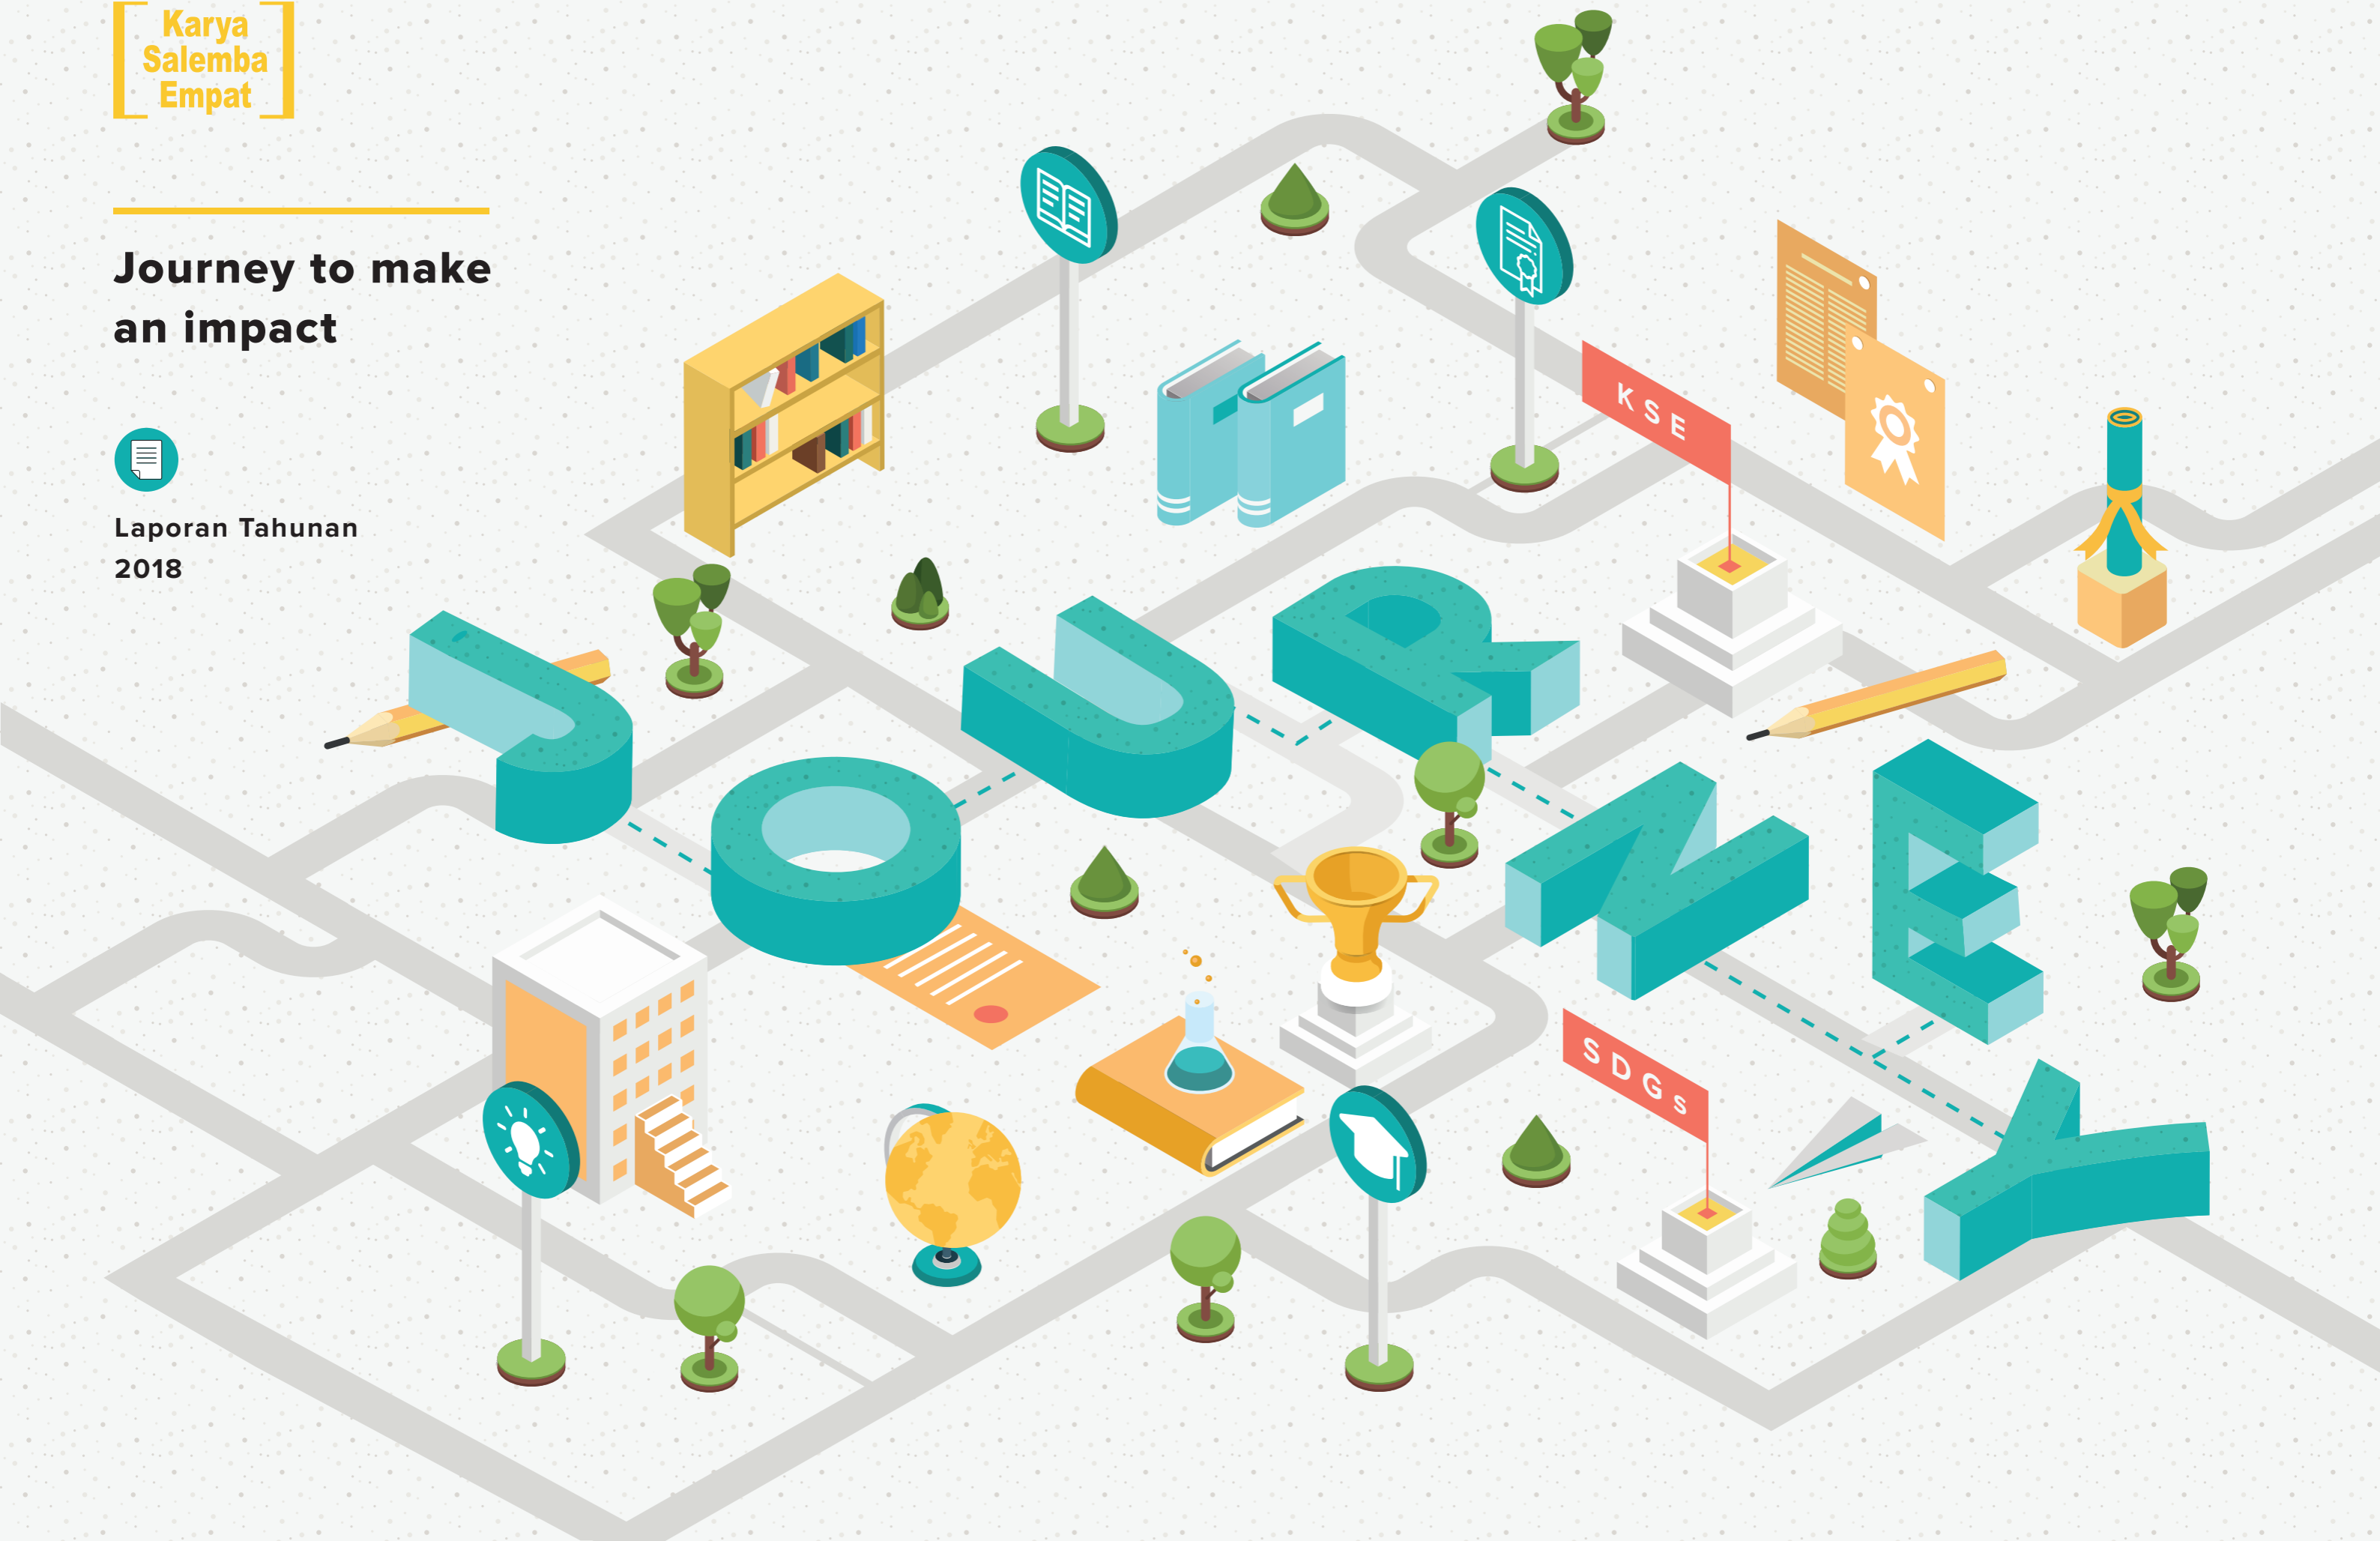 Karya
Salemba
Empat
Journey to make
an impact
Laporan Tahunan
2018
KSE
JOURNEY
SDGs